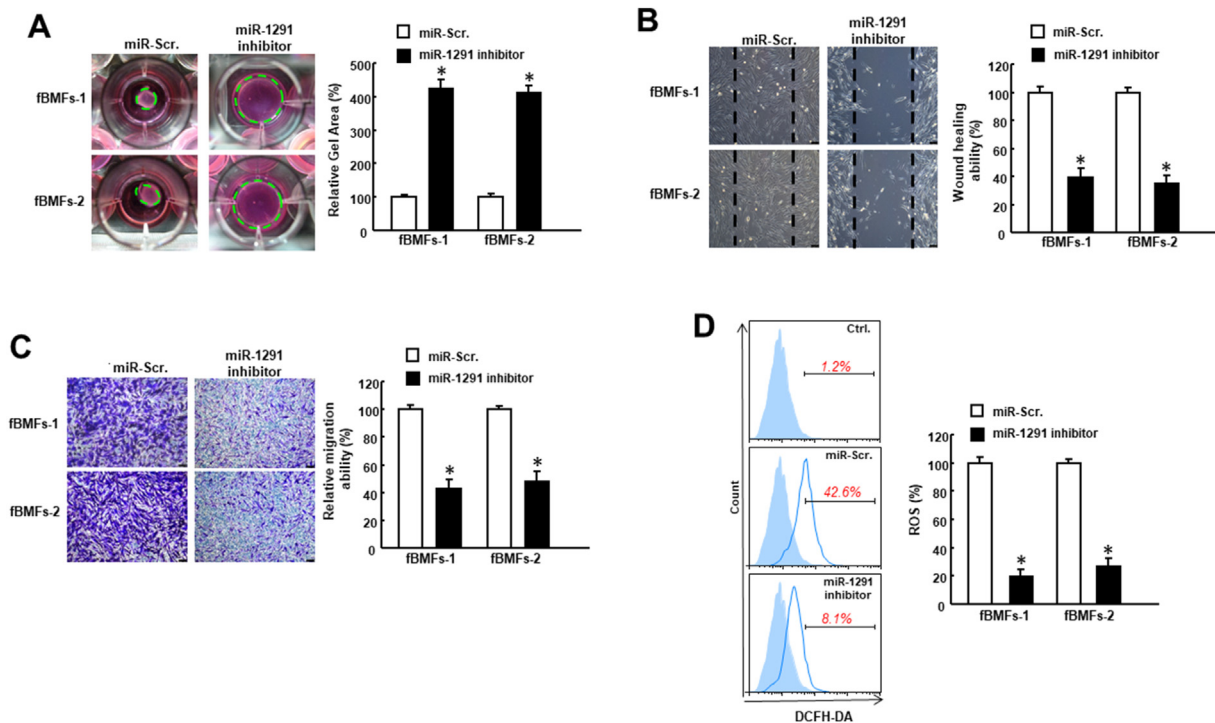 A
miR-Scr.
miR-1291
inhibitor
fBMFs-1
fBMFs-2
miR-Scr.
miR-1291 inhibitor
Relative Gel Area (%)
500
400
300
200
100
0
*
*
fBMFs-1
fBMFs-2
B
miR-Scr.
miR-1291
inhibitor
fBMFs-1
fBMFs-2
miR-Scr.
miR-1291 inhibitor
Wound healing
ability (%)
120
100
80
60
40
20
0
*
*
fBMFs-1
fBMFs-2
C
miR-Scr.
miR-1291
inhibitor
fBMFs-1
fBMFs-2
miR-Scr.
miR-1291 inhibitor
Relative migration
ability (%)
120
100
80
60
40
20
0
*
*
fBMFs-1
fBMFs-2
D
Count
Ctrl.
1.2%
miR-Scr.
42.6%
miR-1291
inhibitor
8.1%
DCFH-DA
miR-Scr.
miR-1291 inhibitor
ROS (%)
120
100
80
60
40
20
0
*
*
fBMFs-1
fBMFs-2